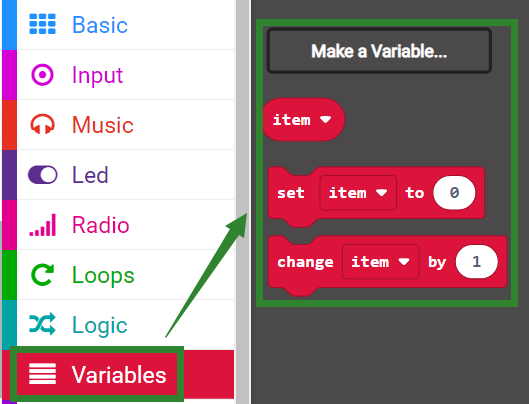 Basic
Input
Music
Led
Radio
Loops
Logic
Variables
Make a Variable...
item
set item to 0
change item by 1